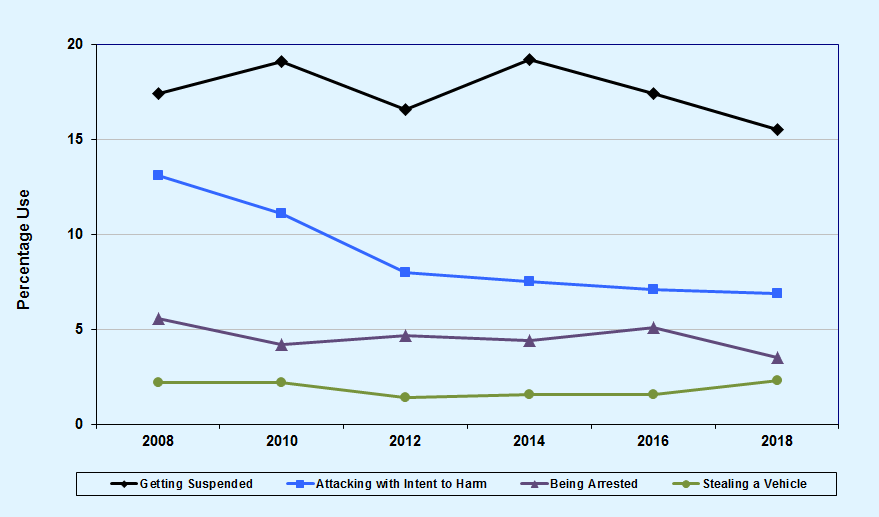 20
15
10
5
0
Percentage Use
2008 2010 2012 2014 2016 2018
Getting Suspended Attacking with Intent to Harm Being Arrested Stealing a Vehicle